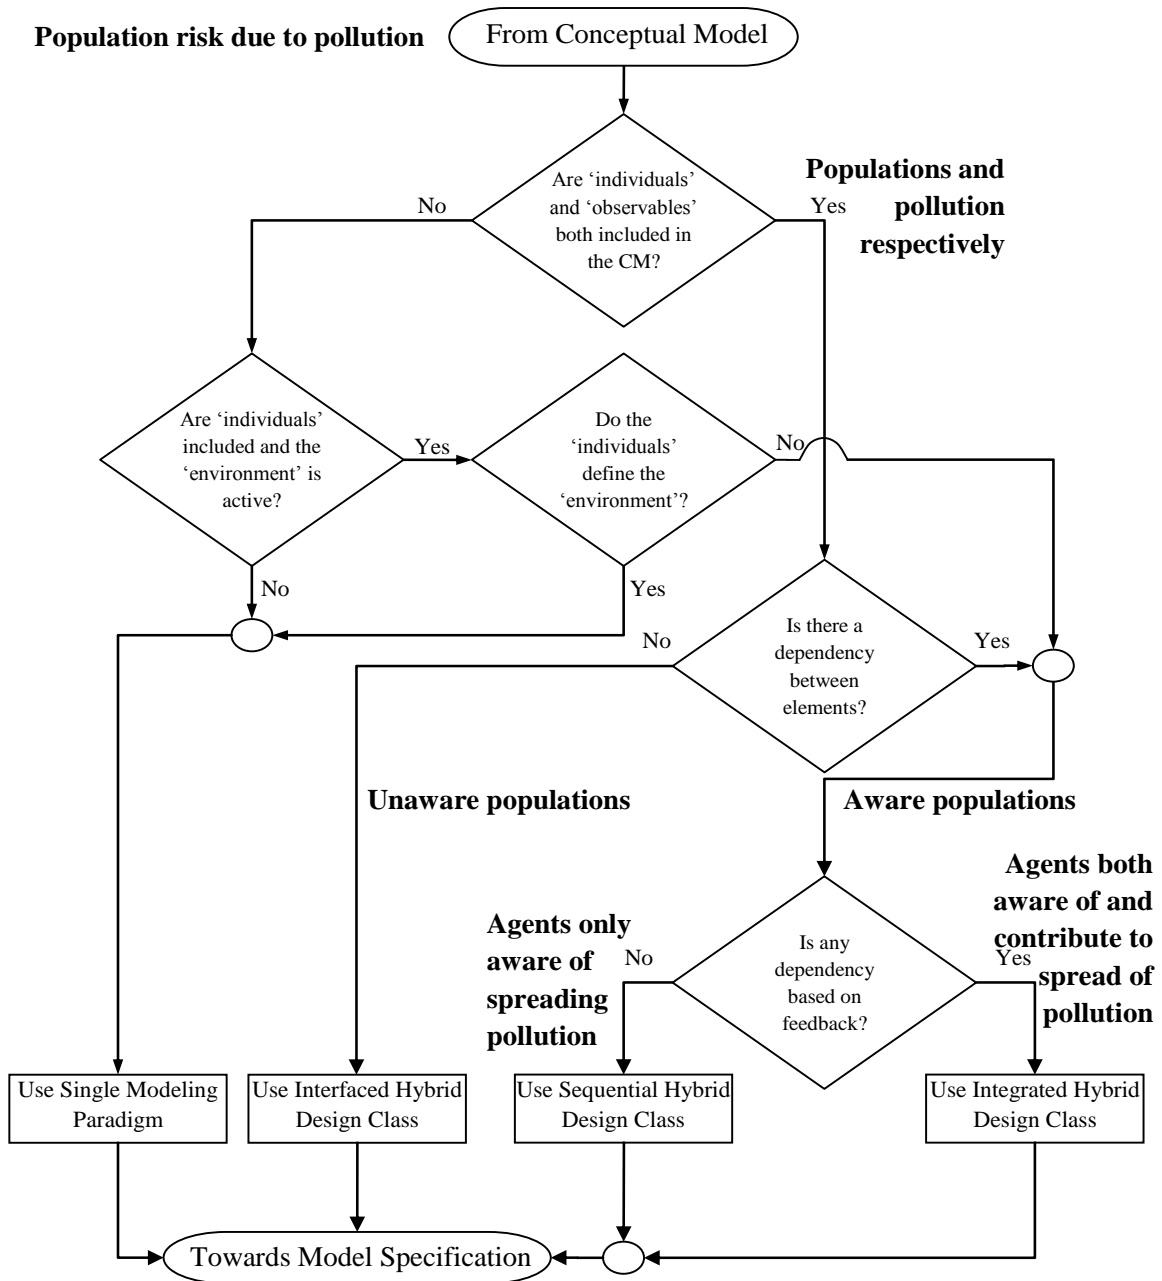 Population risk due to pollution
From Conceptual Model
Are ‘individuals’
and ‘observables’
both included in
the CM?
No
Yes
Populations and
pollution
respectively
Are ‘individuals’
included and the
‘environment’ is
active?
Yes
Do the
‘individuals’
define the
‘environment’?
No
No
Yes
Is there a
dependency
between
elements?
No
Yes
Unaware populations
Aware populations
Agents only
aware of
spreading
pollution
No
Is any
dependency
based on
feedback?
Yes
Agents both
aware of and
contribute to
spread of
pollution
Use Single Modeling
Paradigm
Use Interfaced Hybrid
Design Class
Use Sequential Hybrid
Design Class
Use Integrated Hybrid
Design Class
Towards Model Specification